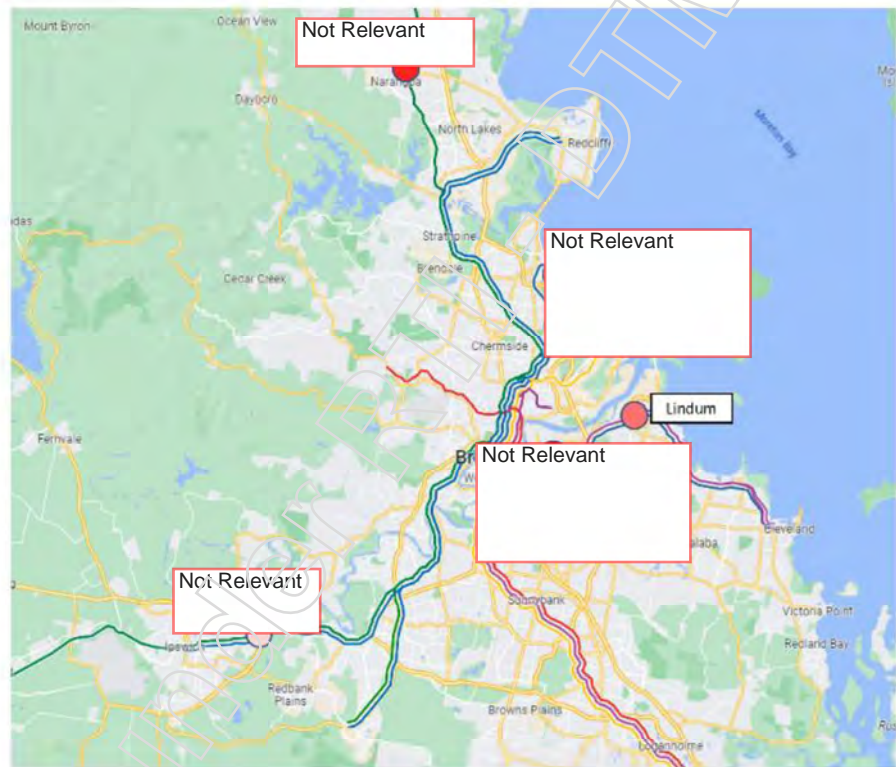 Mount Byron
Ocean View
Not Relevant
Narangba
Dayboro
North Lakes
Redcliffe
Moreton Bay
Strathpine
Brendale
Not Relevant
Cedar Creek
Chermside
Lindum
Fernvale
Not Relevant
Cleveland
Not Relevant
Sunnybank
Victoria Point
Ipswich
Redland Bay
Redbank
Plains
Browns Plains
Loganholme